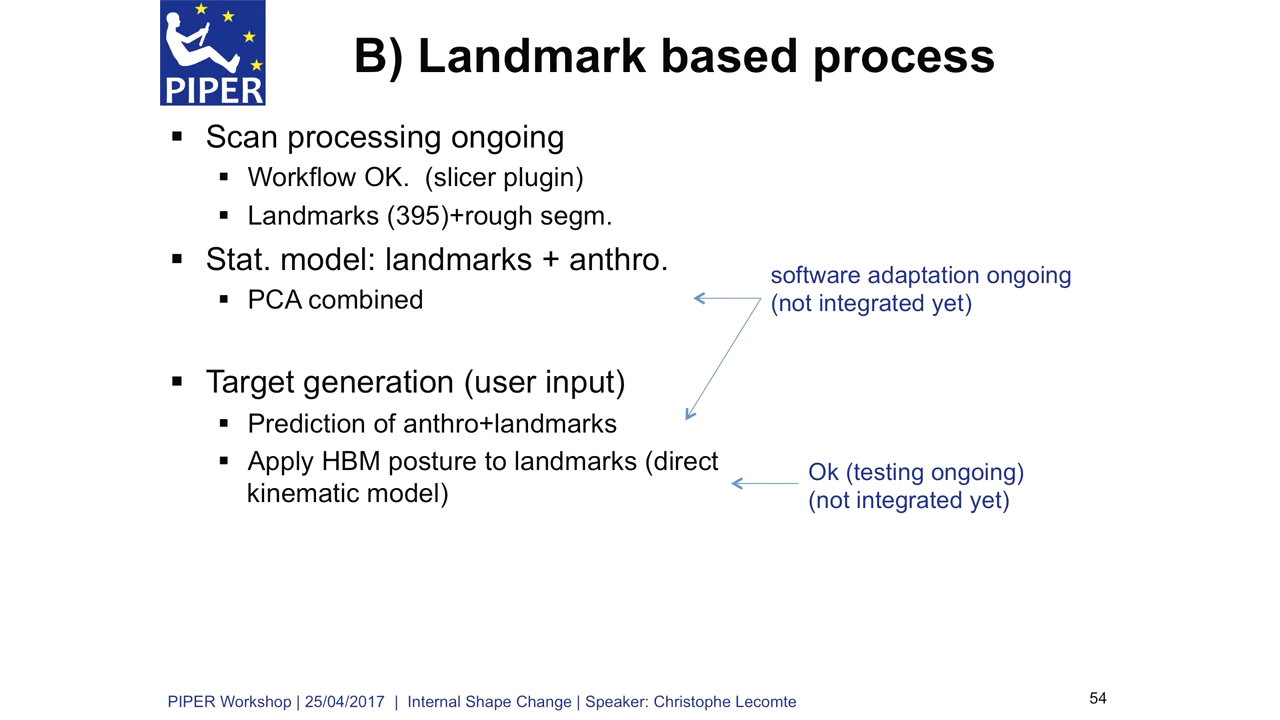 PIPER
B) Landmark based process
▪ Scan processing ongoing
▪ Workflow OK.  (slicer plugin)
▪ Landmarks (395)+rough segm.
▪ Stat. model: landmarks + anthro.
▪ PCA combined
software adaptation ongoing
(not integrated yet)
▪ Target generation (user input)
▪ Prediction of anthro+landmarks
▪ Apply HBM posture to landmarks (direct
kinematic model)
Ok (testing ongoing)
(not integrated yet)
PIPER Workshop | 25/04/2017  |  Internal Shape Change | Speaker: Christophe Lecomte
54